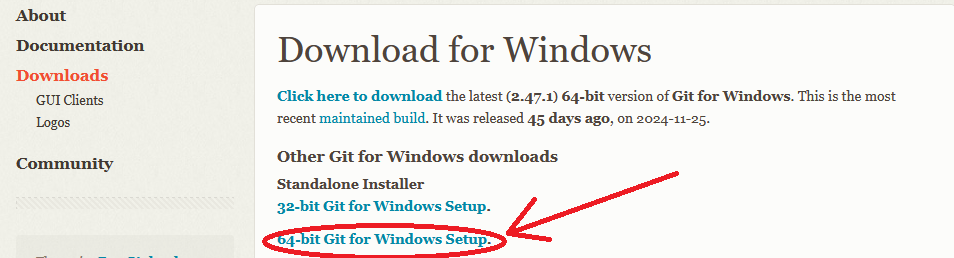 About
Documentation
Downloads
GUI Clients
Logos
Community
Download for Windows
Click here to download the latest (2.47.1) 64-bit version of Git for Windows. This is the most
recent maintained build. It was released 45 days ago, on 2024-11-25.
Other Git for Windows downloads
Standalone Installer
32-bit Git for Windows Setup.
64-bit Git for Windows Setup.